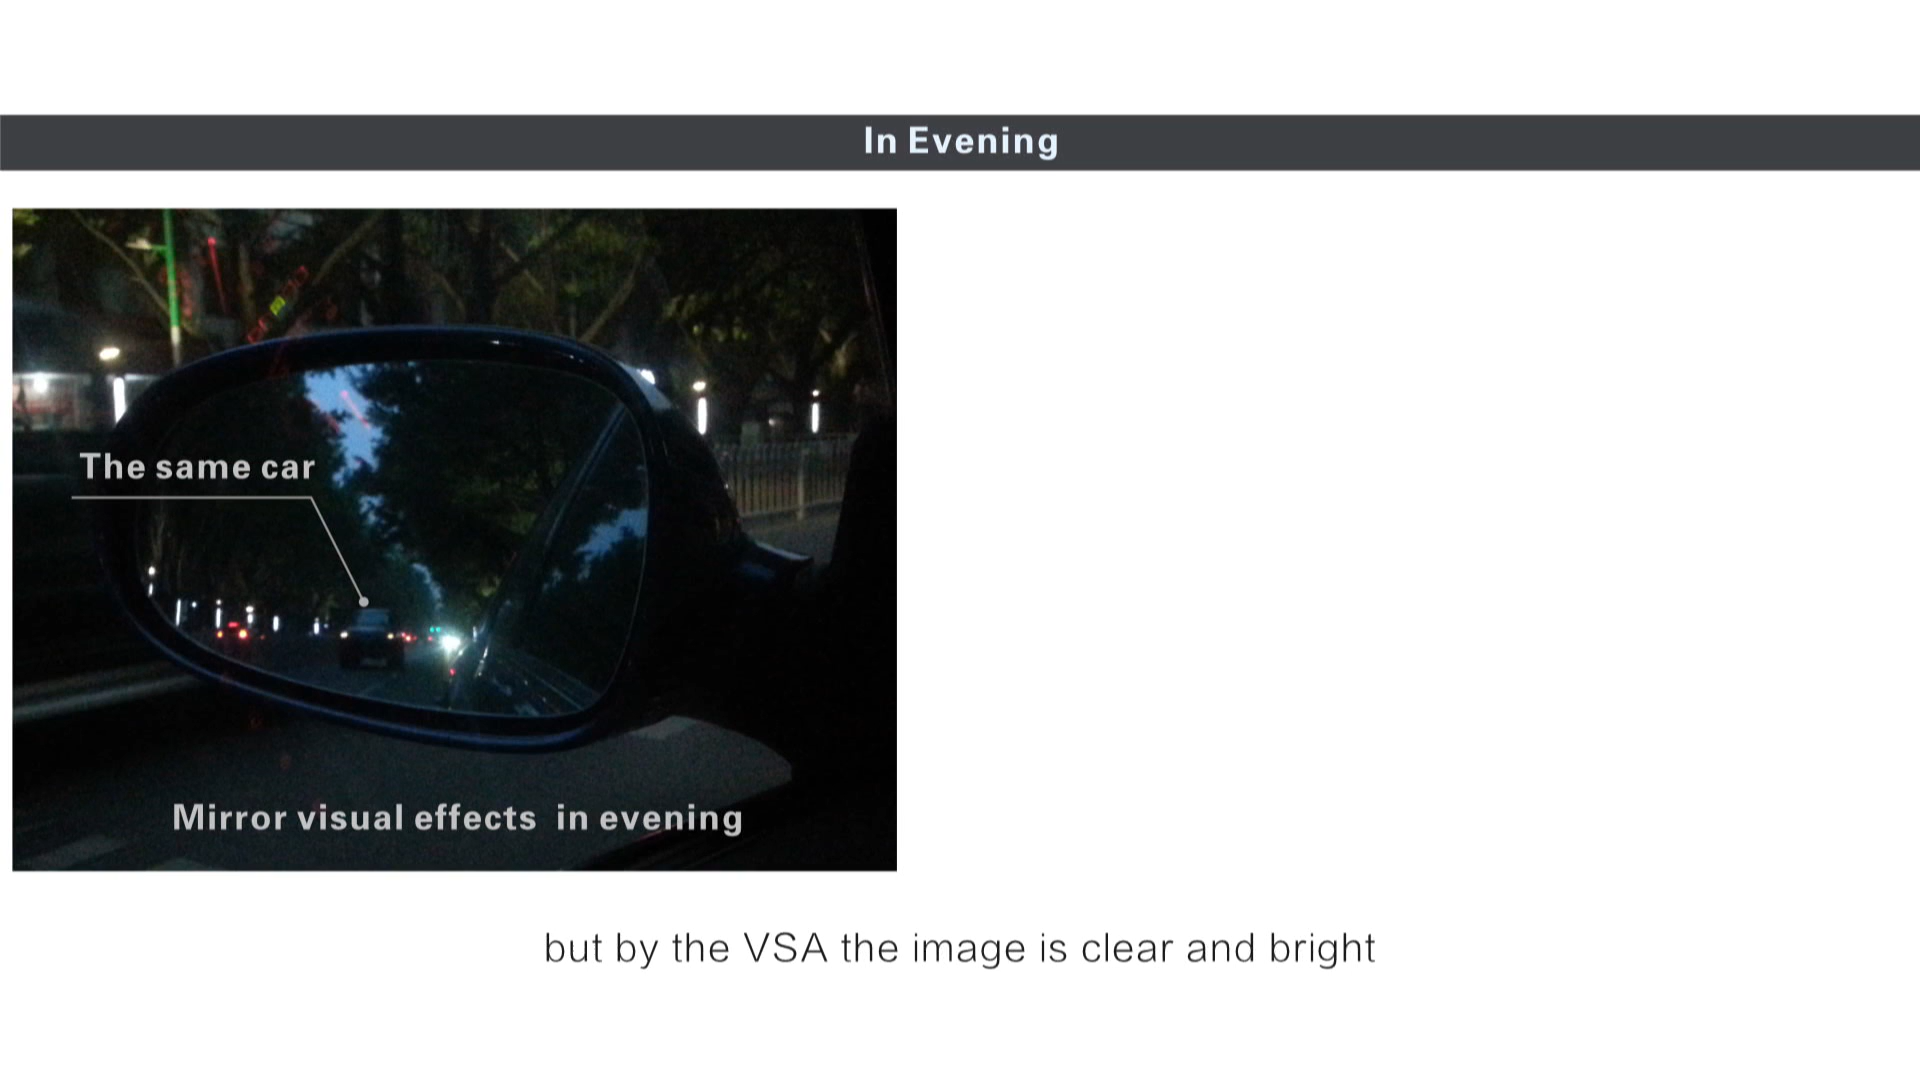 In Evening
The same car
Mirror visual effects in evening
but by the VSA the image is clear and bright